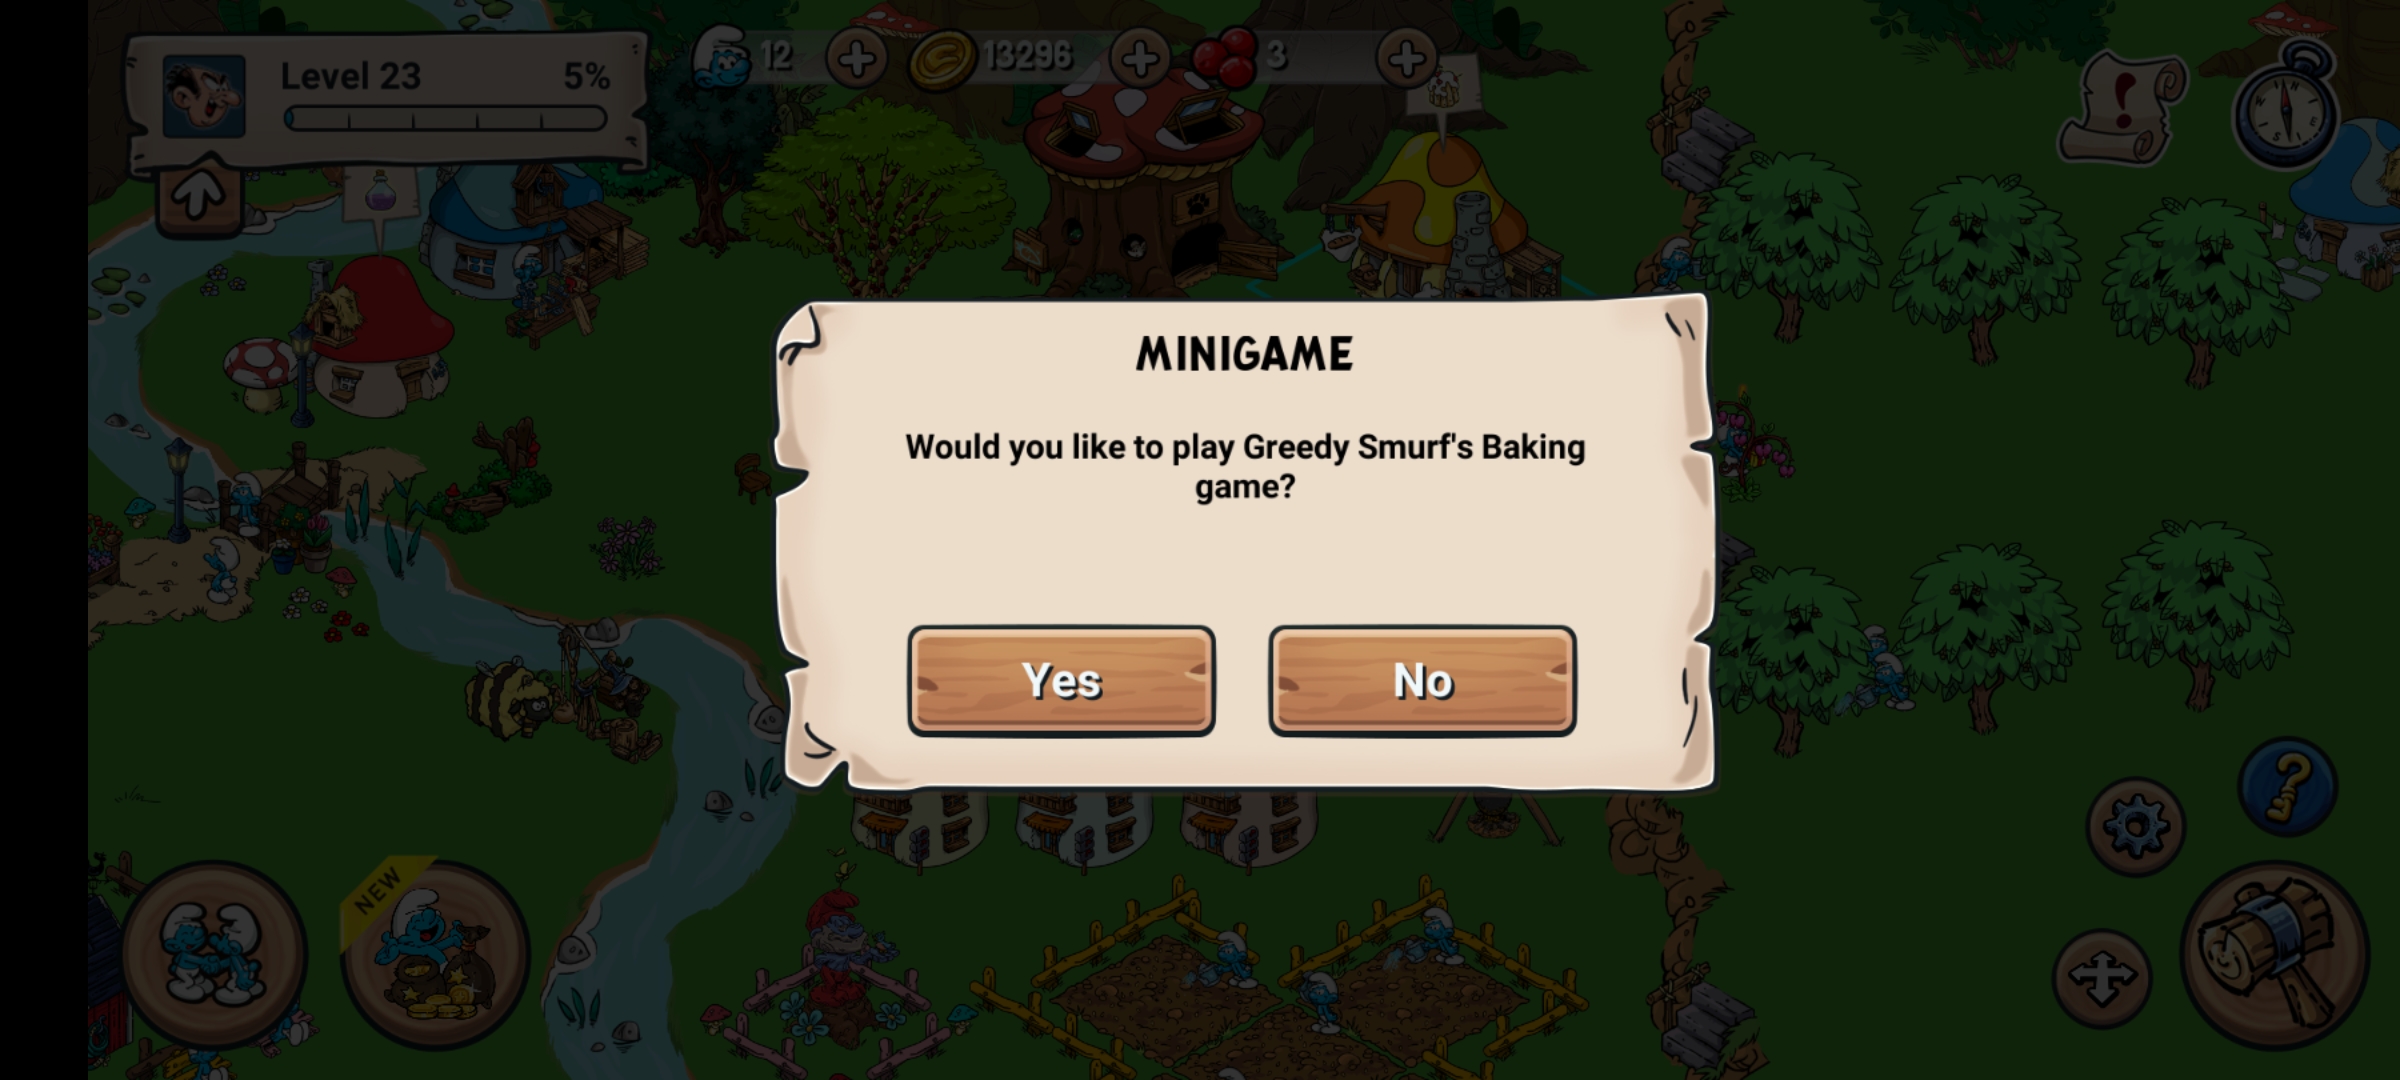 Level 23 5%
12
13296
3
MINIGAME
Would you like to play Greedy Smurf's Baking
game?
Yes No
NEW